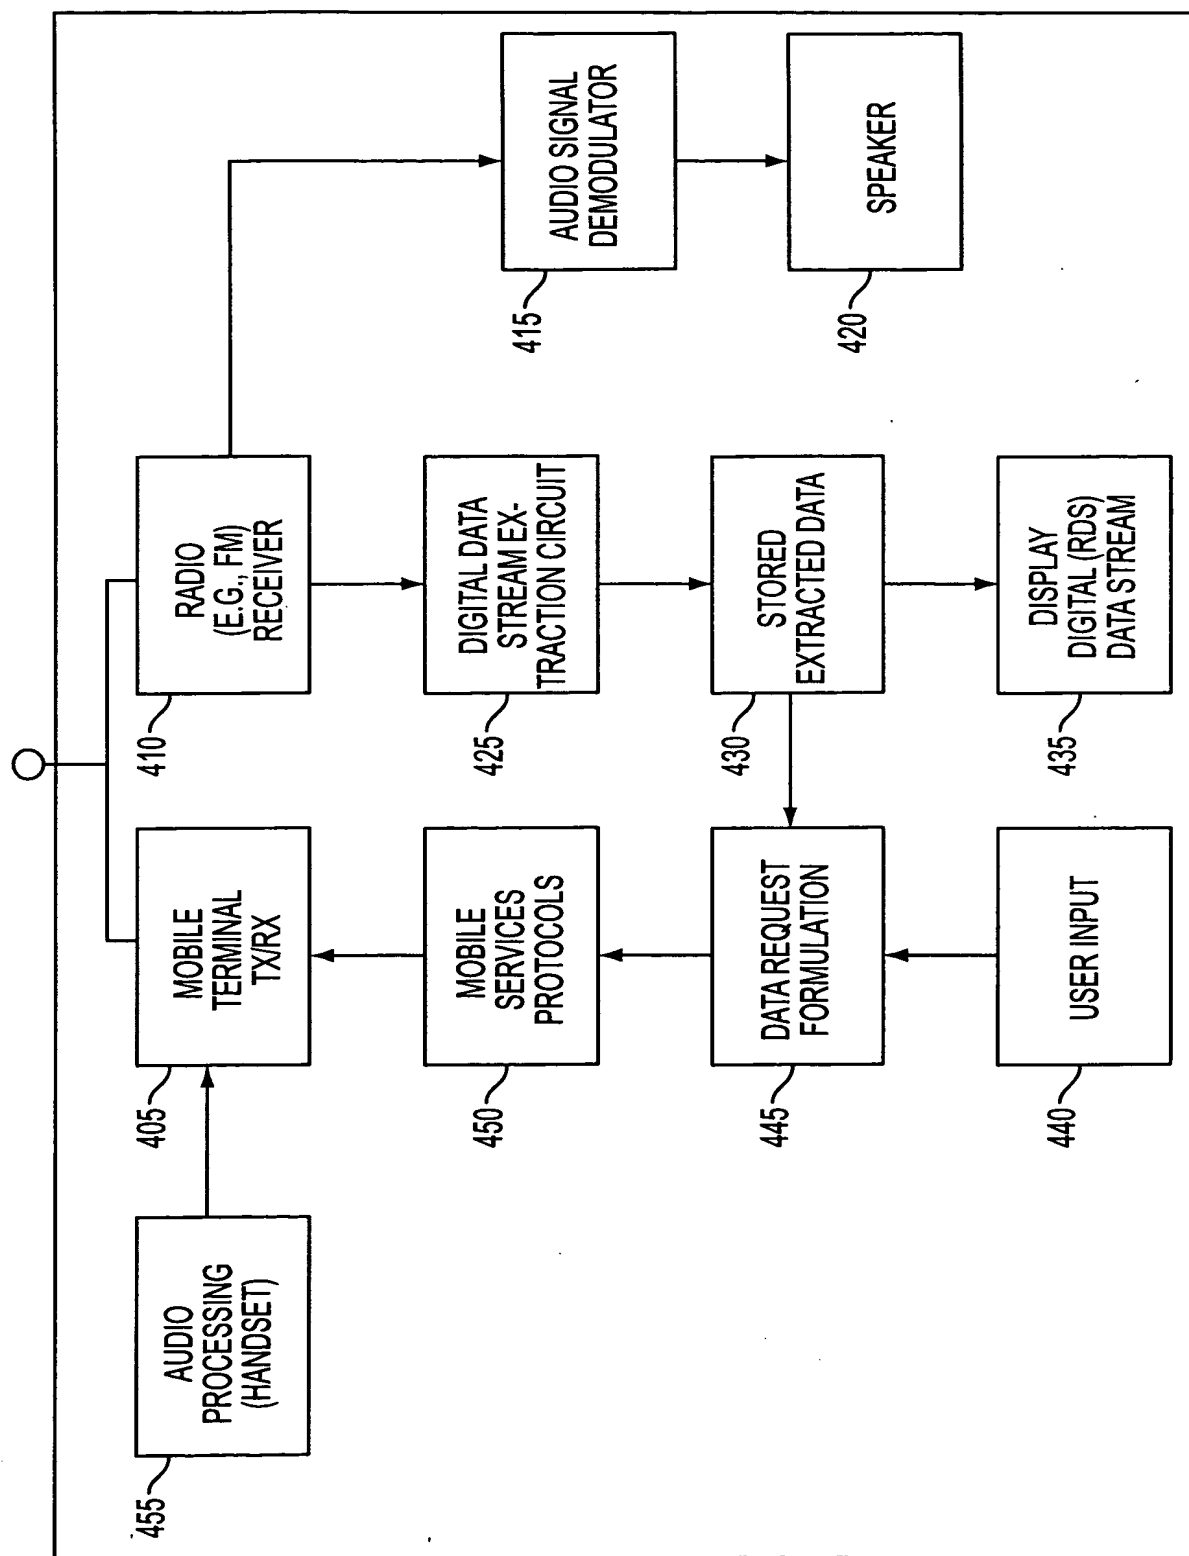 AUDIO
PROCESSING
(HANDSET)
455
MOBILE
TERMINAL
TX/RX
405
RADIO
(E.G., FM)
RECEIVER
410
MOBILE
SERVICES
PROTOCOLS
450
DIGITAL DATA
STREAM EX-
TRACTION CIRCUIT
425
AUDIO SIGNAL
DEMODULATOR
415
DATA REQUEST
FORMULATION
445
STORED
EXTRACTED DATA
430
SPEAKER
420
USER INPUT
440
DISPLAY
DIGITAL (RDS)
DATA STREAM
435